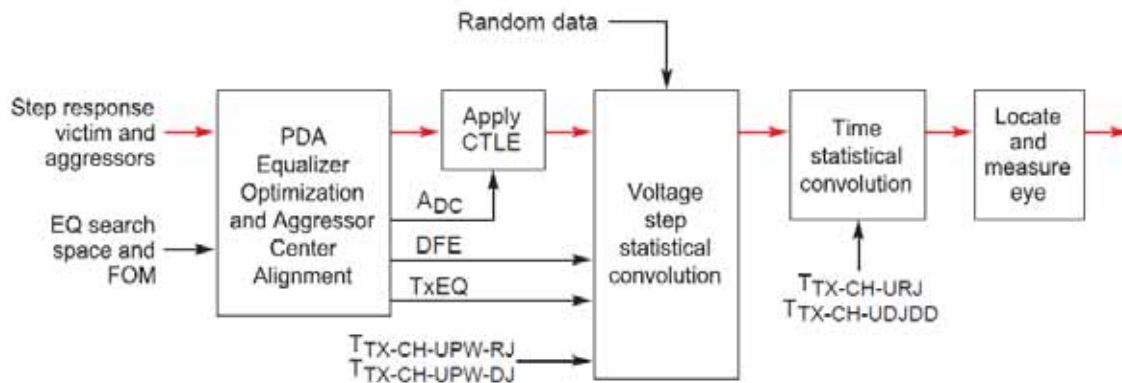 Random data
Step response
victim and
aggressors
EQ search
space and
FOM
PDA
Equalizer
Optimization
and Aggressor
Center
Alignment
Apply
CTLE
ADC
DFE
TxEQ
TTX-CH-UPW-RJ
TTX-CH-UPW-DJ
Voltage
step
statistical
convolution
Time
statistical
convolution
TTX-CH-URJ
TTX-CH-UDJDD
Locate
and
measure
eye